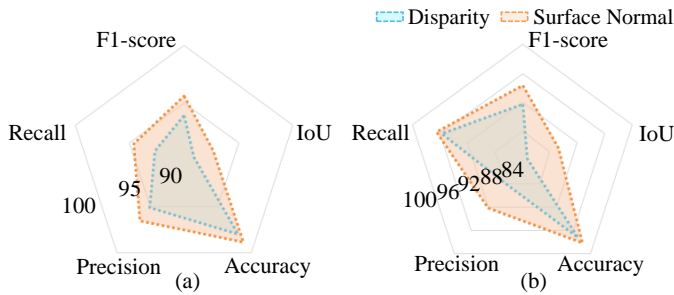 Disparity Surface Normal
F1-score
Recall
IoU
90
95
100
Precision
Accuracy
(a)
F1-score
Recall
IoU
100 96 92 88 84
Precision
Accuracy
(b)